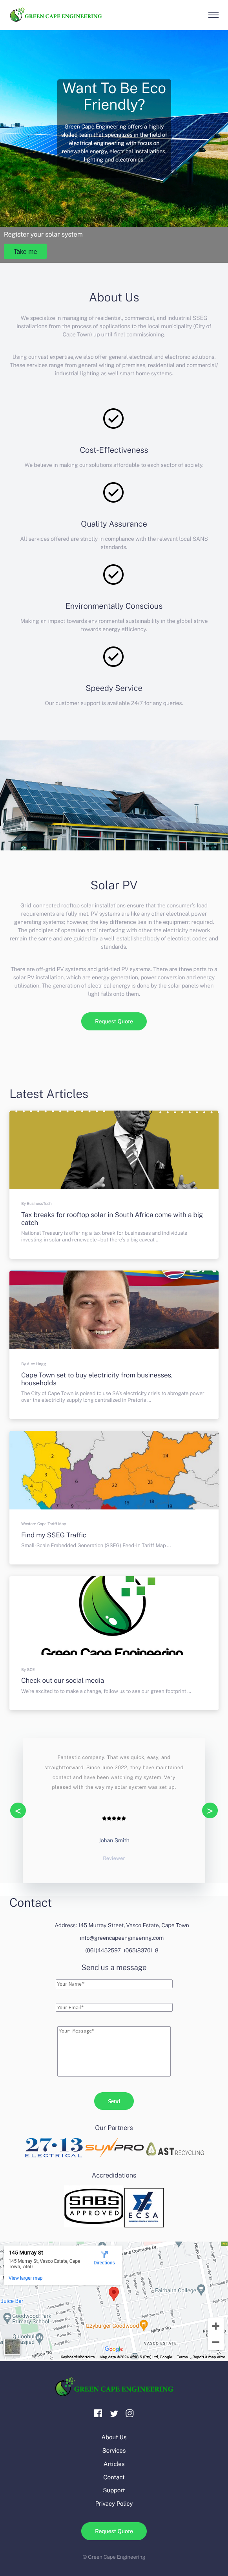 GREEN CAPE ENGINEERING
Want To Be Eco
Friendly?
Green Cape Engineering offers a highly
skilled team that specializes in the field of
electrical engineering with focus on
renewable energy, electrical installations,
lighting and electronics.
Register your solar system
Take me
About Us
We specialize in managing of residential, commercial, and industrial SSEG
installations from the process of applications to the local municipality (City of
Cape Town) up until final commissioning.
Using our vast expertise,we also offer general electrical and electronic solutions.
These services range from general wiring of premises, residential and commercial/
industrial lighting as well smart home systems.
Cost-Effectiveness
We believe in making our solutions affordable to each sector of society.
Quality Assurance
All services offered are strictly in compliance with the relevant local SANS
standards.
Environmentally Conscious
Making an impact towards environmental sustainability in the global strive
towards energy efficiency.
Speedy Service
Our customer support is available 24/7 for any queries.
Solar PV
Grid-connected rooftop solar installations ensure that the consumer's load
requirements are fully met. PV systems are like any other electrical power
generating systems, however, the key difference lies in the equipment required.
The principles of operation and interfacing with other the electricity network
remain the same and are guided by a well-established body of electrical codes and
standards.
There are off-grid PV systems and grid-tied PV systems. There are three parts to a
solar PV installation, which are energy generation, power conversion and energy
utilisation. The generation of electrical energy is done by the solar panels when
light falls onto them.
Request Quote
Latest Articles
By BusinessTech
Tax breaks for rooftop solar in South Africa come with a big
catch
National Treasury is offering a tax break for businesses and individuals
investing in solar and renewable–but there's a big caveat ...
By Alan Haqq
Cape Town set to buy electricity from businesses,
households
The City of Cape Town is poised to use SA's electricity crisis to abrogate power
over the electricity supply long centralized in Pretoria....
2
24
3
6
22
23
4
5
15
16
7
8
Western Cape Tariff Map
Find my SSEG Traffic
Small-Scale Embedded Generation (SSEG) Feed-In Tariff Map ...
Green Cape Engineering
By GCE
Check out our social media
We're excited to to make a change, follow us to see our green footprint ...
Fantastic company. That was quick, easy, and
straightforward. Since June 2022, they have maintained
contact and have been watching my system. Very
pleased with the way my solar system was set up.
<
>
Johan Smith
Reviewer
Contact
Address: 145 Murray Street, Vasco Estate, Cape Town
info@greencapeengineering.com
(061)4452597 - (065)8370118
Send us a message
Your Name*
Your Email*
Your Message*
Send
Our Partners
27-13
ELECTRICAL
SUNPRO
AST RECYCLING
Accredidations
SABS
APPROVED
ECSA
145 Murray St
145 Murray St, Vasco Estate, Cape
Town, 7460
Directions
View larger map
Juice Bar
Goodwood Park
Primary School
Fairbairn College
Izzyburger Goodwood
VASCO ESTATE
Google
Keyboard shortcuts
Map data ©2024 AfriGIS (Pty) Ltd, Google
Terms
Report a map error
GREEN CAPE ENGINEERING
About Us
Services
Articles
Contact
Support
Privacy Policy
Request Quote
© Green Cape Engineering